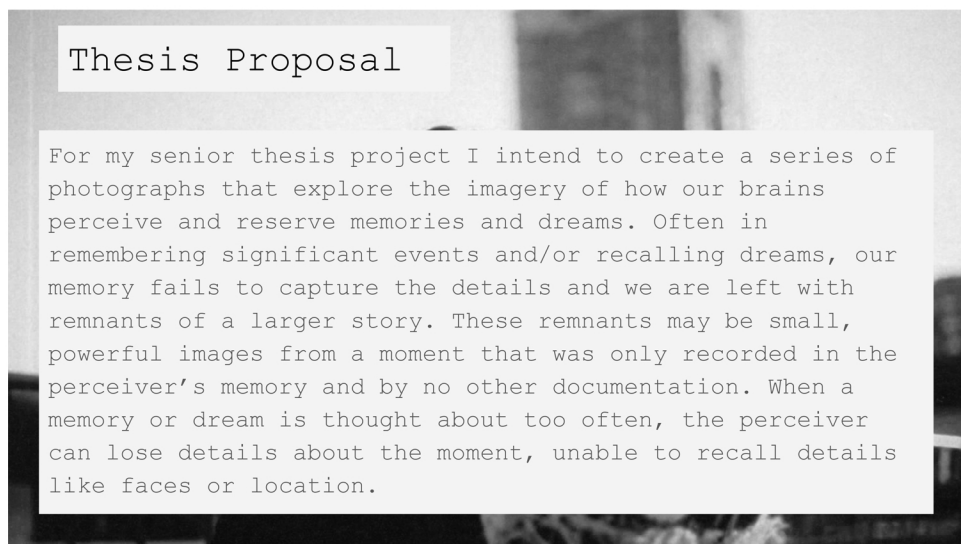 Thesis Proposal
For my senior thesis project I intend to create a series of
photographs that explore the imagery of how our brains
perceive and reserve memories and dreams. Often in
remembering significant events and/or recalling dreams, our
memory fails to capture the details and we are left with
remnants of a larger story. These remnants may be small,
powerful images from a moment that was only recorded in the
perceiver’s memory and by no other documentation. When a
memory or dream is thought about too often, the perceiver
can lose details about the moment, unable to recall details
like faces or location.